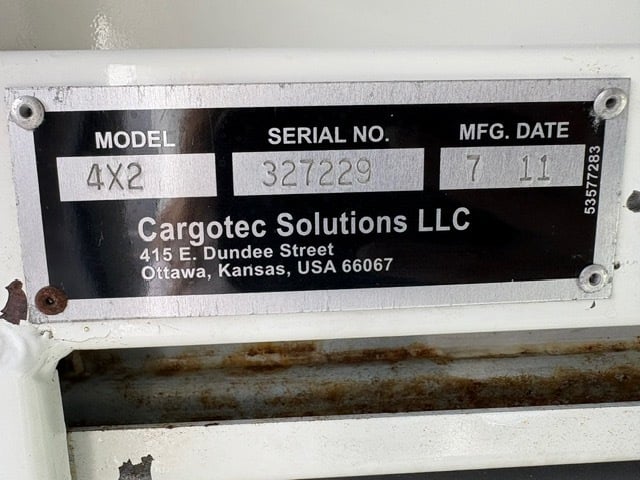 MODEL SERIAL NO. MFG. DATE
4X2 327229 7 11
Cargotec Solutions LLC
415 E. Dundee Street
Ottawa, Kansas, USA 66067
53577283